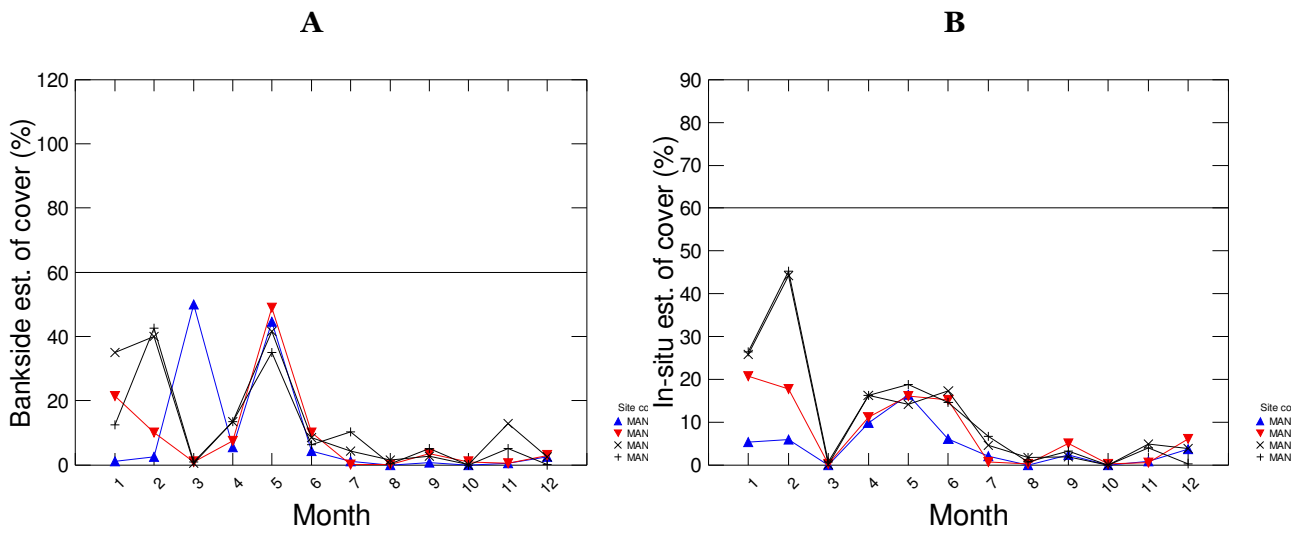 A
B
Bankside est. of cover (%)
120
100
80
60
40
20
0
1 2 3 4 5 6 7 8 9 10 11 12
Month
Site co
MAN
MAN
MAN
MAN
In-situ est. of cover (%)
90
80
70
60
50
40
30
20
10
0
1 2 3 4 5 6 7 8 9 10 11 12
Month
Site co
MAN
MAN
MAN
MAN